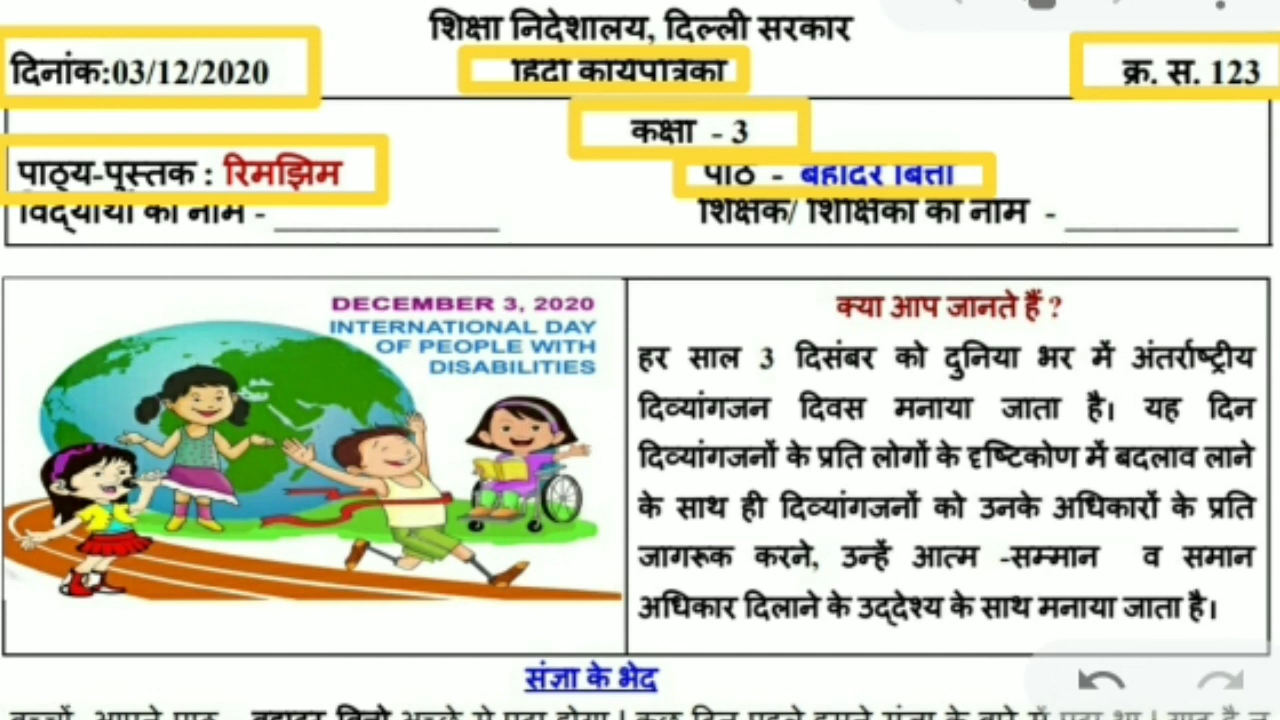 शिक्षा निदेशालय, दिल्ली सरकार
दिनांक:03/12/2020 हिंदी कार्यपत्रिका क्र. स. 123
कक्षा - 3
पाठ्य-पुस्तक : रिमझिम पाठ - बहादुर बित्तो
विद्यार्थी का नाम - शिक्षक/ शिक्षिका का नाम -
DECEMBER 3, 2020
INTERNATIONAL DAY
OF PEOPLE WITH
DISABILITIES
क्या आप जानते हैं ?
हर साल 3 दिसंबर को दुनिया भर में अंतर्राष्ट्रीय
दिव्यांगजन दिवस मनाया जाता है। यह दिन
दिव्यांगजनों के प्रति लोगों के दृष्टिकोण में बदलाव लाने
के साथ ही दिव्यांगजनों को उनके अधिकारों के प्रति
जागरूक करने, उन्हें आत्म -सम्मान व समान
अधिकार दिलाने के उद्देश्य के साथ मनाया जाता है।
संज्ञा के भेद